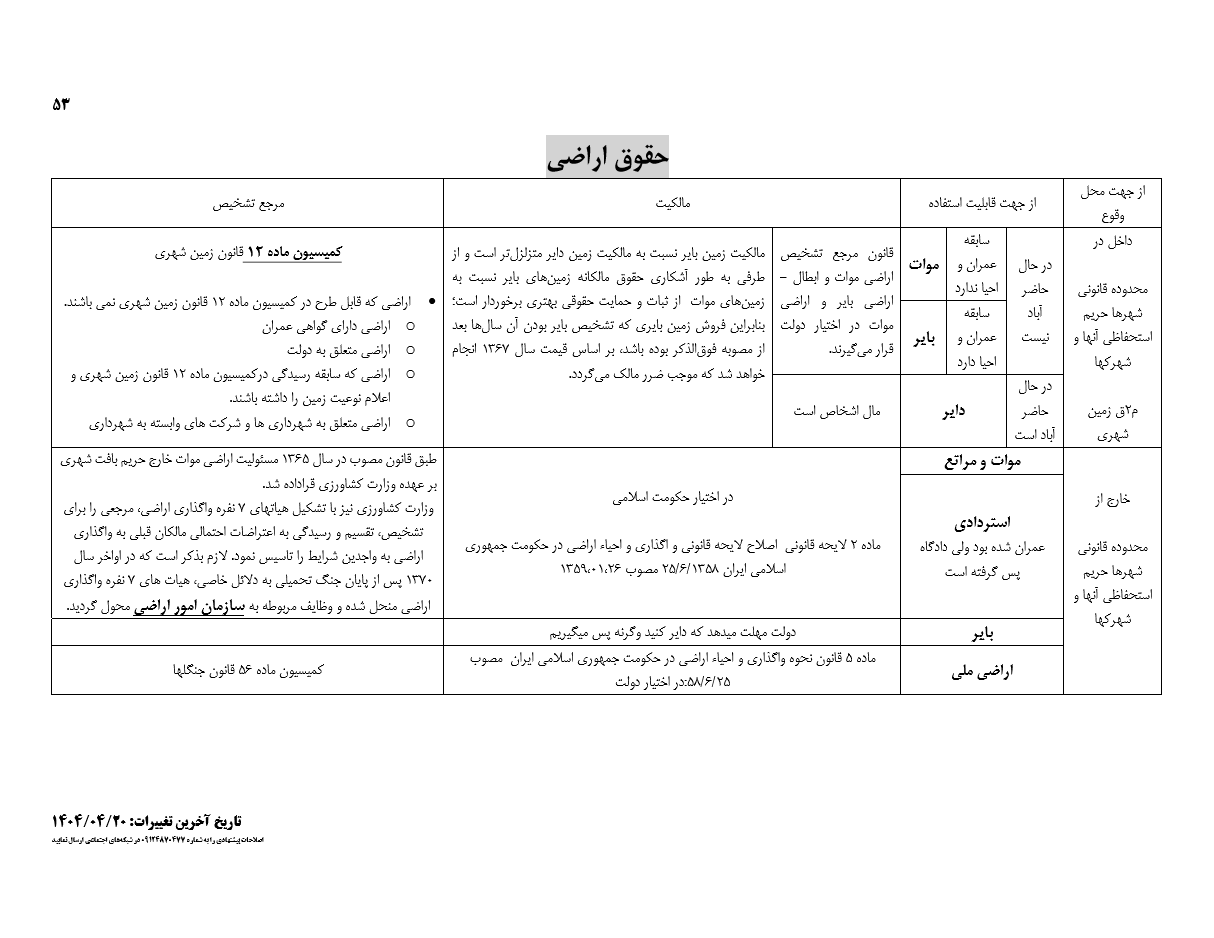 ۵۳
حقوق اراضی
از جهت محل
وقوع
از جهت قابلیت استفاده
مالکیت
مرجع تشخیص
داخل در
محدوده قانونی
شهرها حریم
استحفاظی آنها و
شهرکها
م۲ق زمین
شهری
در حال
حاضر
آباد
نیست
سابقه
عمران و
احیا ندارد
موات
سابقه
عمران و
احیا دارد
بایر
در حال
حاضر
آباد است
دایر
قانون مرجع تشخیص
اراضی موات و ابطال –
اراضی بایر و اراضی
موات در اختیار دولت
قرار می‌گیرند.
مال اشخاص است
مالکیت زمین بایر نسبت به مالکیت زمین دایر متزلزل‌تر است و از
طرفی به طور آشکاری حقوق مالکانه زمین‌های بایر نسبت به
زمین‌های موات از ثبات و حمایت حقوقی بهتری برخوردار است؛
بنابراین فروش زمین بایری که تشخیص بایر بودن آن سال‌ها بعد
از مصوبه فوق‌الذکر بوده باشد، بر اساس قیمت سال ۱۳۶۷ انجام
خواهد شد که موجب ضرر مالک می‌گردد.
کمیسیون ماده ۱۲ قانون زمین شهری
• اراضی که قابل طرح در کمیسیون ماده ۱۲ قانون زمین شهری نمی باشند.
o اراضی دارای گواهی عمران
o اراضی متعلق به دولت
o اراضی که سابقه رسیدگی درکمیسیون ماده ۱۲ قانون زمین شهری و
اعلام نوعیت زمین را داشته باشند.
o اراضی متعلق به شهرداری ها و شرکت های وابسته به شهرداری
خارج از
محدوده قانونی
شهرها حریم
استحفاظی آنها و
شهرکها
موات و مراتع
استردادی
عمران شده بود ولی دادگاه
پس گرفته است
در اختیار حکومت اسلامی
ماده ۲ لایحه قانونی اصلاح لایحه قانونی و اگذاری و احیاء اراضی در حکومت جمهوری
اسلامی ایران ۲۵/۶/۱۳۵۸ مصوب ۱۳۵۹،۰۱،۲۶
طبق قانون مصوب در سال ۱۳۶۵ مسئولیت اراضی موات خارج حریم بافت شهری
بر عهده وزارت کشاورزی قراداده شد.
وزارت کشاورزی نیز با تشکیل هیاتهای ۷ نفره واگذاری اراضی، مرجعی را برای
تشخیص، تقسیم و رسیدگی به اعتراضات احتمالی مالکان قبلی به واگذاری
اراضی به واجدین شرایط را تاسیس نمود. لازم بذکر است که در اواخر سال
۱۳۷۰ پس از پایان جنگ تحمیلی به دلائل خاصی، هیات های ۷ نفره واگذاری
اراضی منحل شده و وظایف مربوطه به سازمان امور اراضی محول گردید.
بایر
دولت مهلت میدهد که دایر کنید وگرنه پس میگیریم
اراضی ملی
ماده ۵ قانون نحوه واگذاری و احیاء اراضی در حکومت جمهوری اسلامی ایران مصوب
۵۸/۶/۲۵:در اختیار دولت
کمیسیون ماده ۵۶ قانون جنگلها
تاریخ آخرین تغییرات: ۱۴۰۴/۰۴/۲۰
اصلاحات پیشنهادی را به شماره ۰۹۱۲۴۸۷۰۴۷۷ در شبکه‌های اجتماعی ارسال نمایید